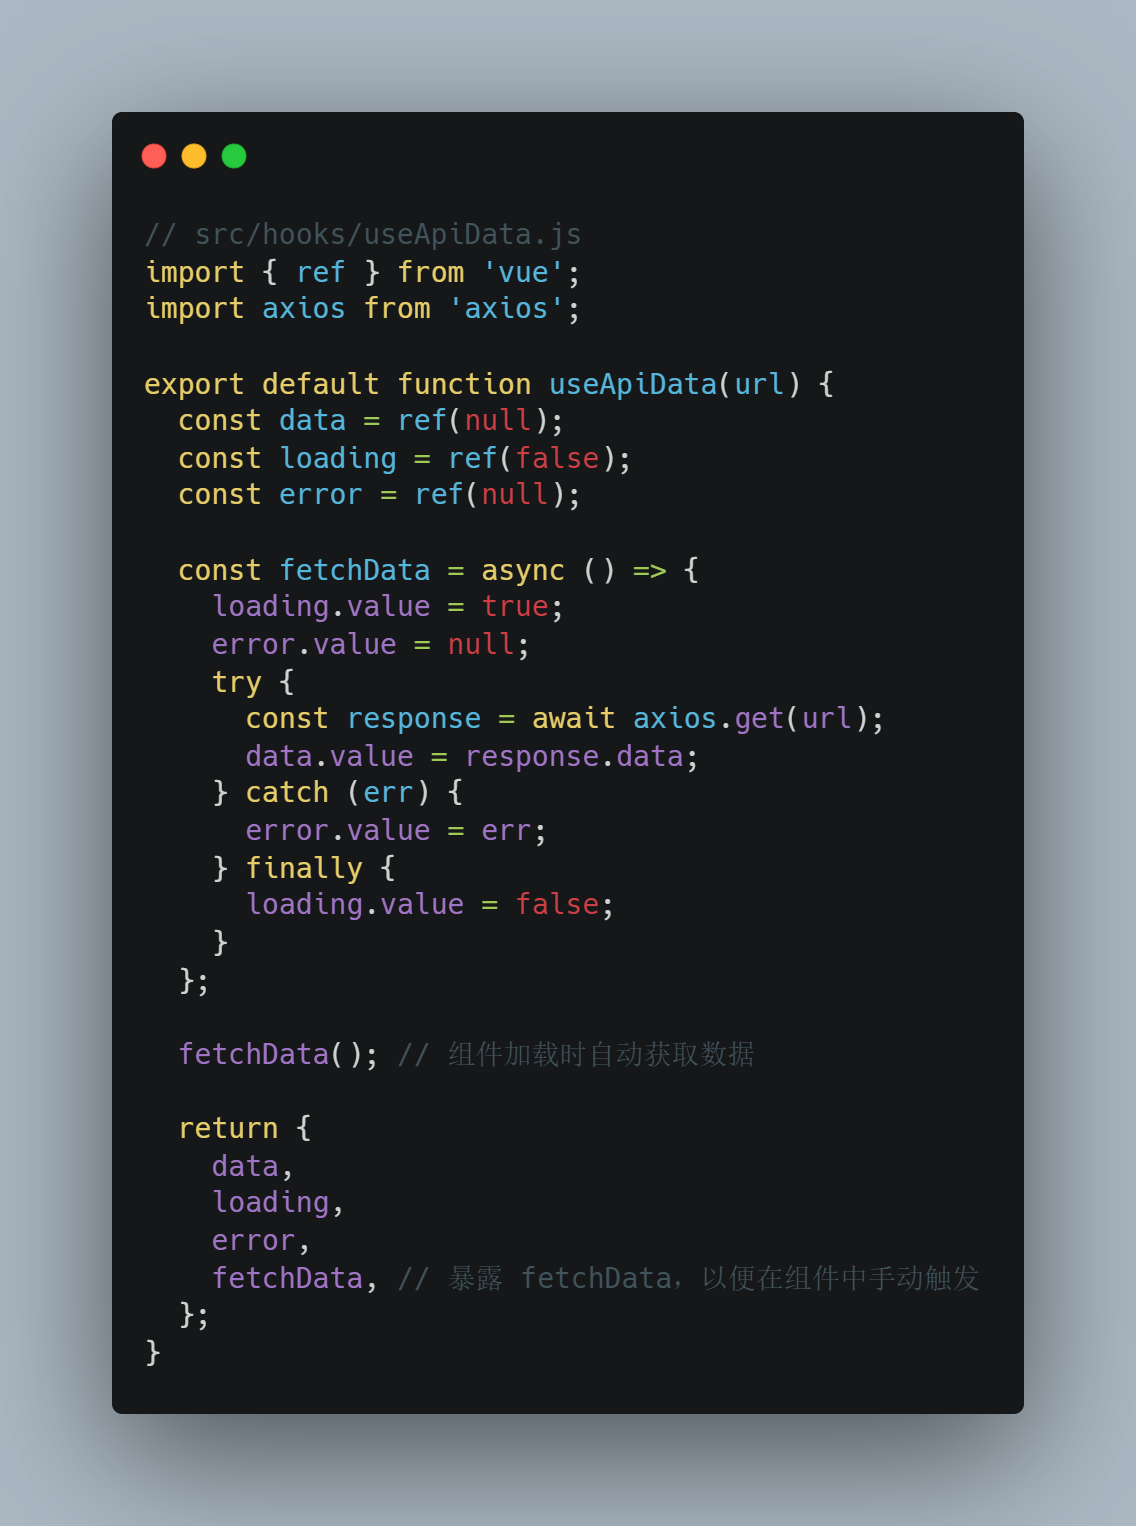 // src/hooks/useApiData.js
import { ref } from 'vue';
import axios from 'axios';

export default function useApiData(url) {
  const data = ref(null);
  const loading = ref(false);
  const error = ref(null);

  const fetchData = async () => {
    loading.value = true;
    error.value = null;
    try {
      const response = await axios.get(url);
      data.value = response.data;
    } catch (err) {
      error.value = err;
    } finally {
      loading.value = false;
    }
  };

  fetchData(); // 组件加载时自动获取数据

  return {
    data,
    loading,
    error,
    fetchData, // 暴露 fetchData，以便在组件中手动触发
  };
}